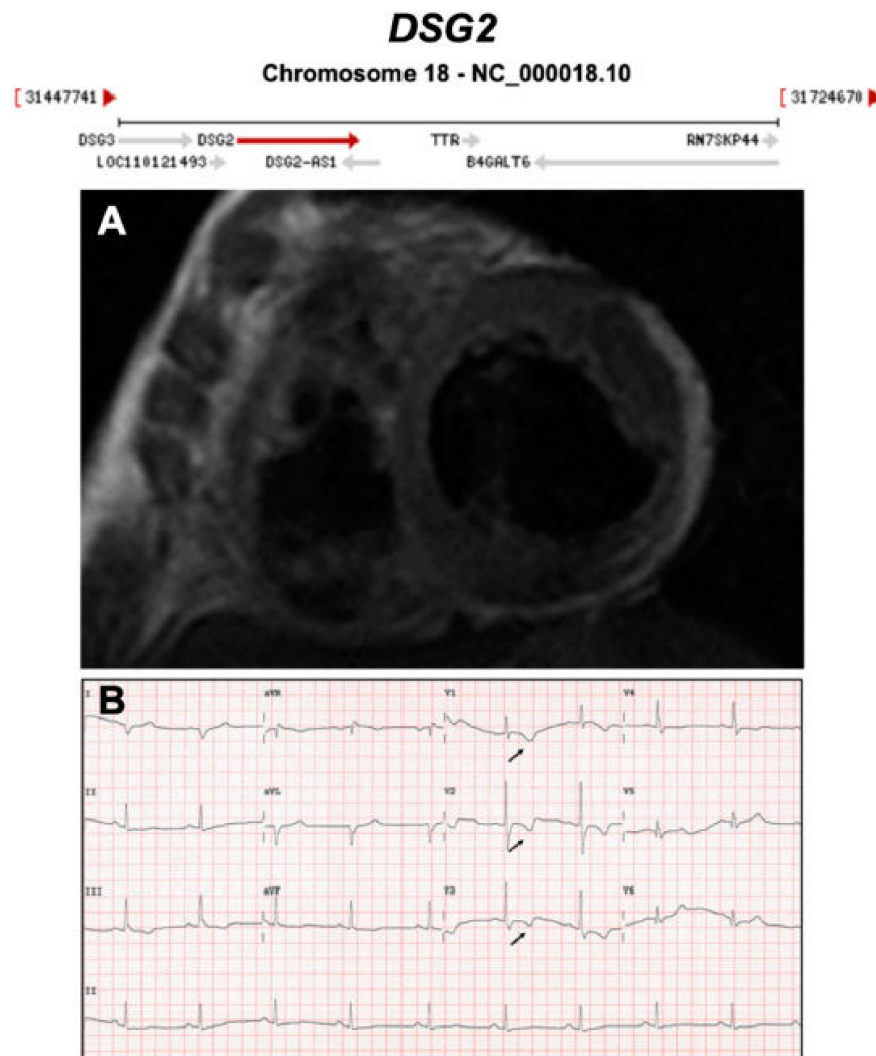 DSG2
Chromosome 18 - NC_000018.10
[ 31447741 [ 31724670
DSG3 DSG2 TTR RN7SKP44
LOC110121493 DSG2-AS1 B4GALT6
A
B
I aVR V1 V4
II aVL V2 V5
III aVF V3 V6
II